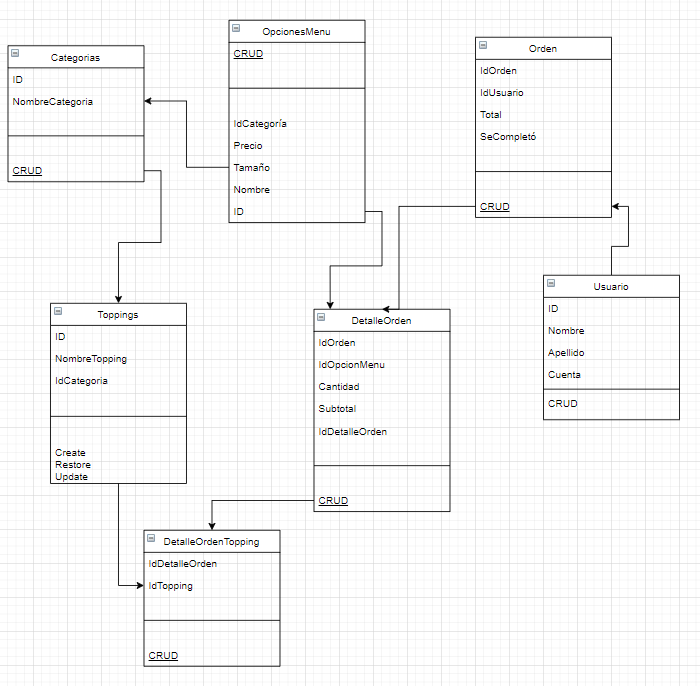 Categorias
ID
NombreCategoria
CRUD
OpcionesMenu
CRUD
IdCategoría
Precio
Tamaño
Nombre
ID
Orden
IdOrden
IdUsuario
Total
SeCompletó
CRUD
Usuario
ID
Nombre
Apellido
Cuenta
CRUD
Toppings
ID
NombreTopping
IdCategoria
Create
Restore
Update
DetalleOrden
IdOrden
IdOpcionMenu
Cantidad
Subtotal
IdDetalleOrden
CRUD
DetalleOrdenTopping
IdDetalleOrden
IdTopping
CRUD